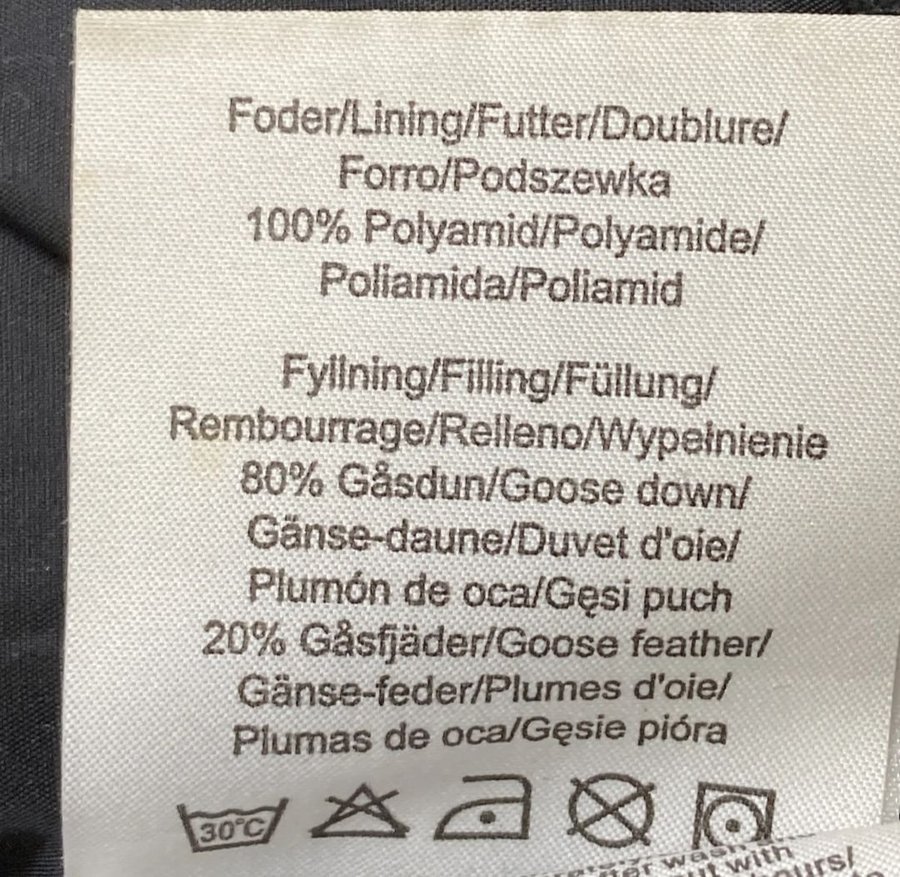 Foder/Lining/Futter/Doublure/
Forro/Podszewka
100% Polyamid/Polyamide/
Poliamida/Poliamid
Fyllning/Filling/Füllung/
Rembourrage/Relleno/Wypełnienie
80% Gåsdun/Goose down/
Gänse-daune/Duvet d'oie/
Plumón de oca/Gęsi puch
20% Gåsfjäder/Goose feather/
Gänse-feder/Plumes d'oie/
Plumas de oca/Gęsie pióra
30°C
wash
with